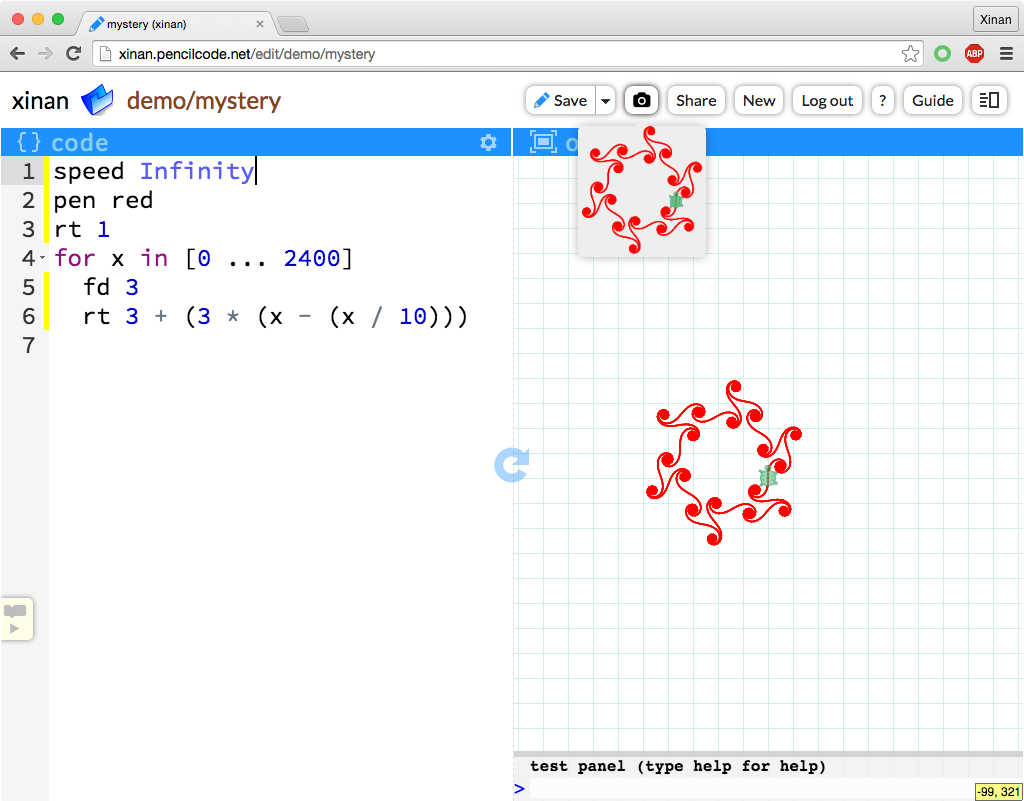 mystery (xinan)
Xinan
xinan.pencilcode.net/edit/demo/mystery
ABP
xinan demo/mystery
Save Share New Log out ? Guide
{} code
o
1 speed Infinity
2 pen red
3 rt 1
4 for x in [0 ... 2400]
5 fd 3
6 rt 3 + (3 * (x - (x / 10)))
7
test panel (type help for help)
>
-99, 321